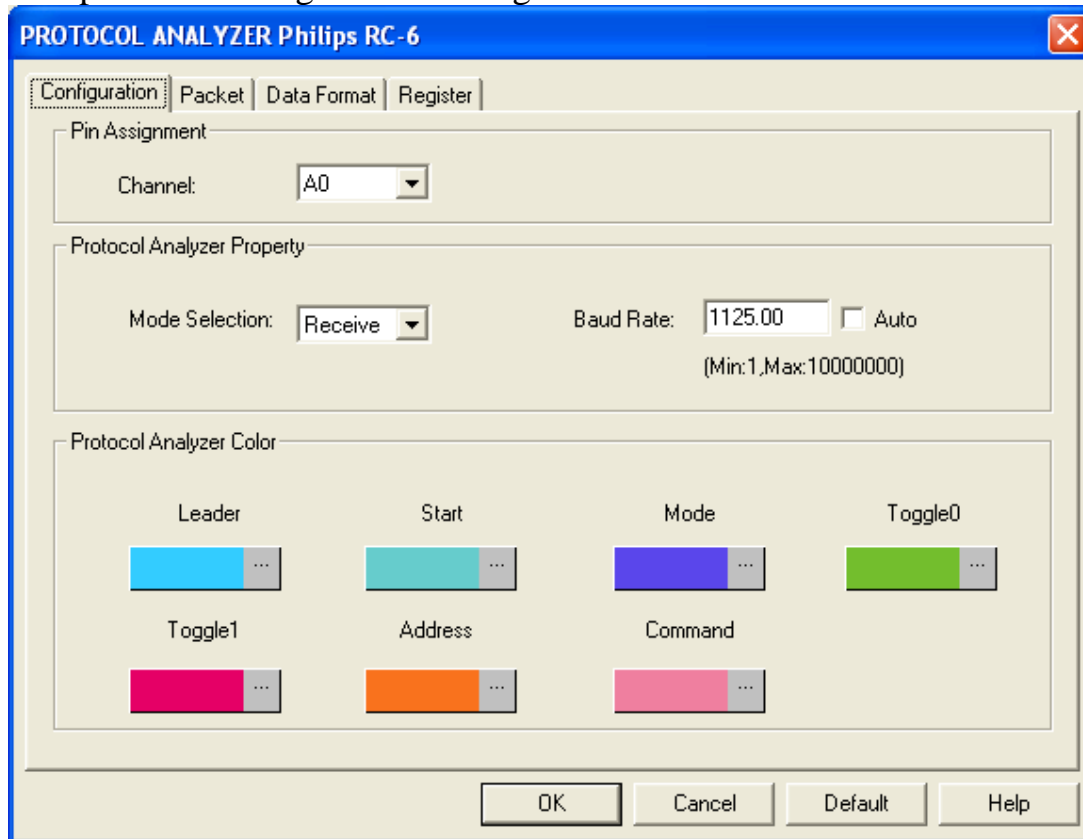 PROTOCOL ANALYZER Philips RC-6
Configuration Packet Data Format Register
Pin Assignment
Channel: A0
Protocol Analyzer Property
Mode Selection: Receive Baud Rate: 1125.00 Auto
(Min:1,Max:10000000)
Protocol Analyzer Color
Leader Start Mode Toggle0
... ... ... ...
Toggle1 Address Command
... ... ...
OK Cancel Default Help